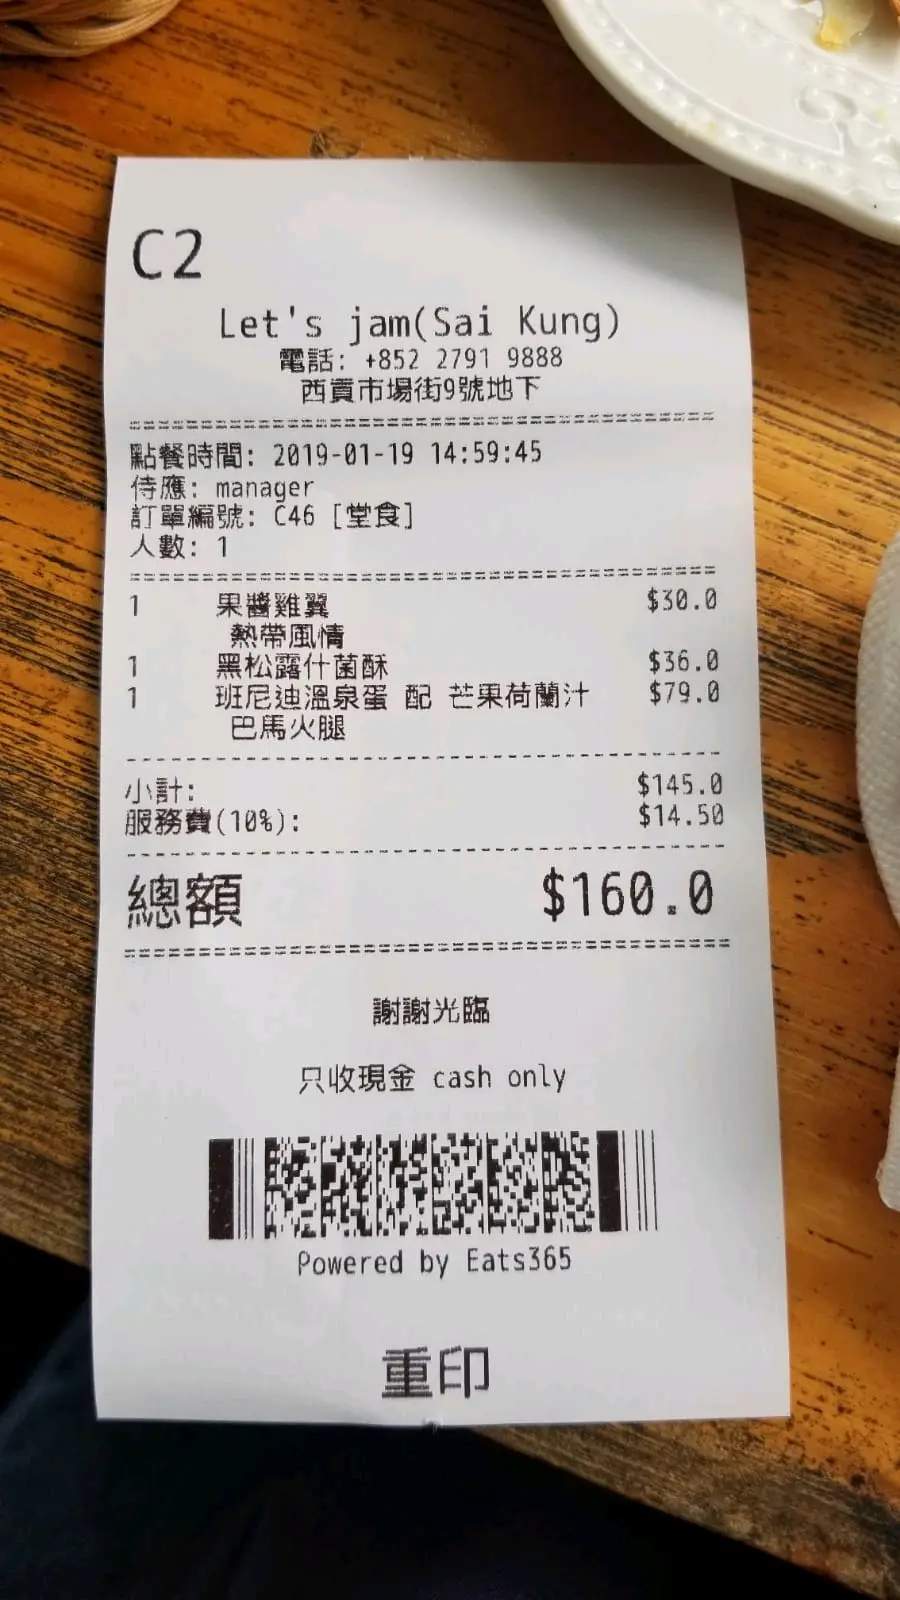 C2
Let's jam(Sai Kung)
電話: +852 2791 9888
西貢市場街9號地下
點餐時間: 2019-01-19 14:59:45
侍應: manager
訂單編號: C46 [堂食]
人數: 1
1 果醬雞翼 $30.0
熱帶風情
1 黑松露什菌酥 $36.0
1 班尼迪溫泉蛋 配 芒果荷蘭汁 $79.0
巴馬火腿
小計: $145.0
服務費(10%): $14.50
總額 $160.0
謝謝光臨
只收現金 cash only
Powered by Eats365
重印